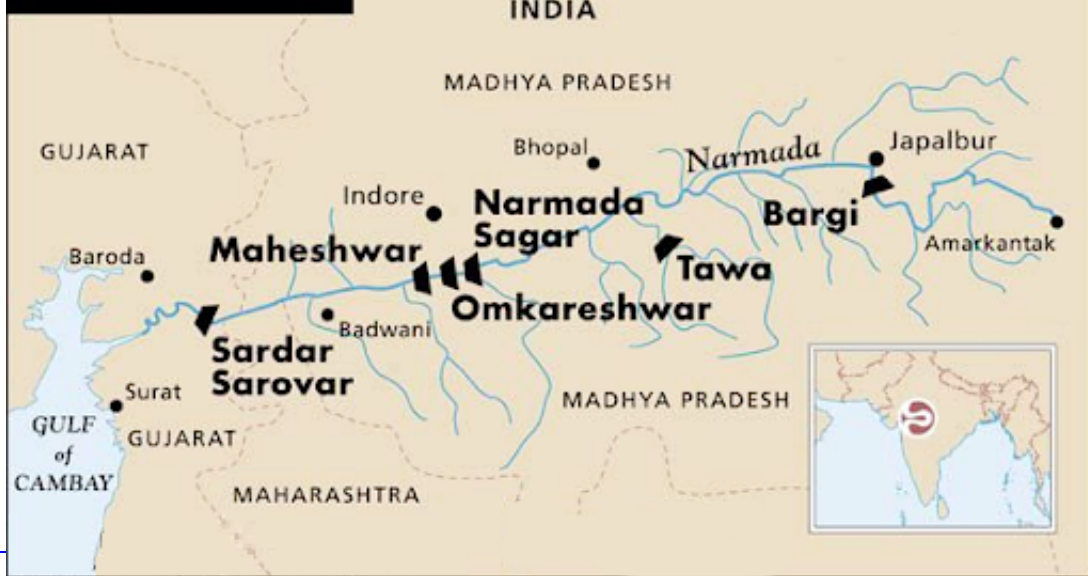 INDIA
MADHYA PRADESH
GUJARAT
Bhopal
Narmada
Japalbur
Indore
Narmada
Sagar
Bargi
Maheshwar
Amarkantak
Baroda
Tawa
Omkareshwar
Badwani
Sardar
Sarovar
Surat
MADHYA PRADESH
GULF
of
CAMBAY
GUJARAT
MAHARASHTRA